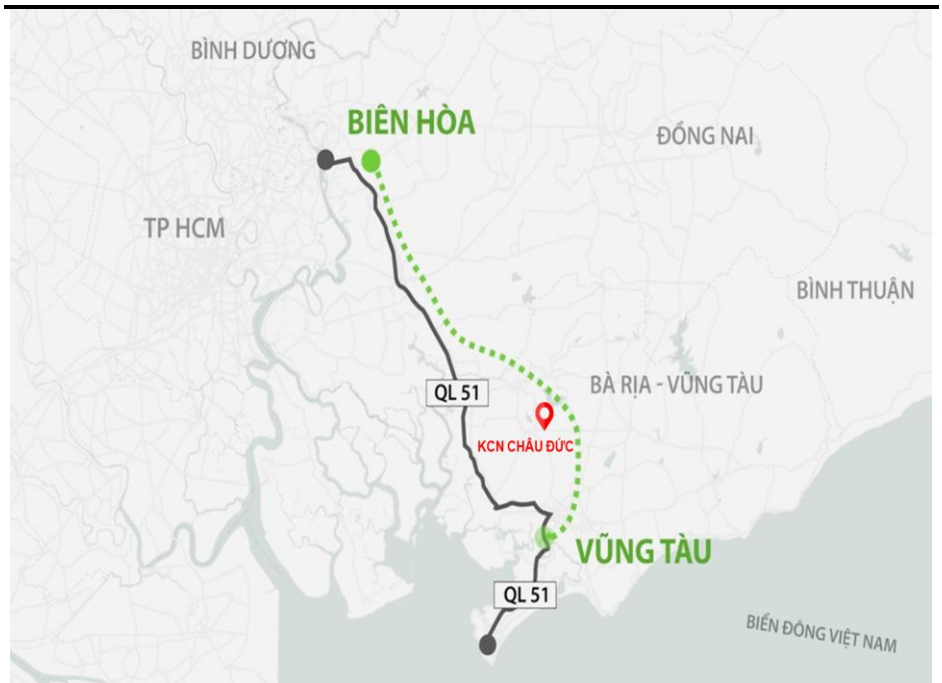 BÌNH DƯƠNG
BIÊN HÒA
ĐỒNG NAI
TP HCM
BÌNH THUẬN
BÀ RỊA - VŨNG TÀU
QL 51
KCN CHÂU ĐỨC
VŨNG TÀU
QL 51
BIỂN ĐÔNG VIỆT NAM